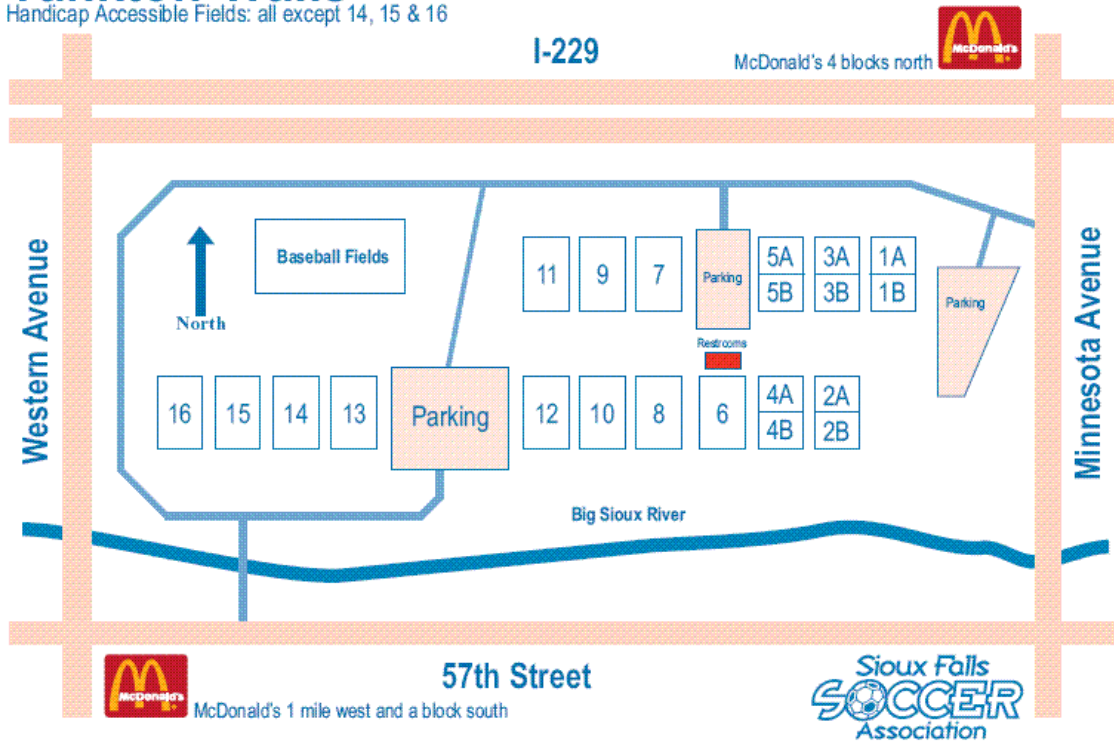 Handicap Accessible Fields: all except 14, 15 & 16
I-229
McDonald's 4 blocks north
McDonald's
Western Avenue
North
Baseball Fields
11
9
7
Parking
5A
3A
1A
5B
3B
1B
Parking
Minnesota Avenue
Restrooms
16
15
14
13
Parking
12
10
8
6
4A
2A
4B
2B
Big Sioux River
McDonald's
McDonald's 1 mile west and a block south
57th Street
Sioux Falls
SOCCER
Association